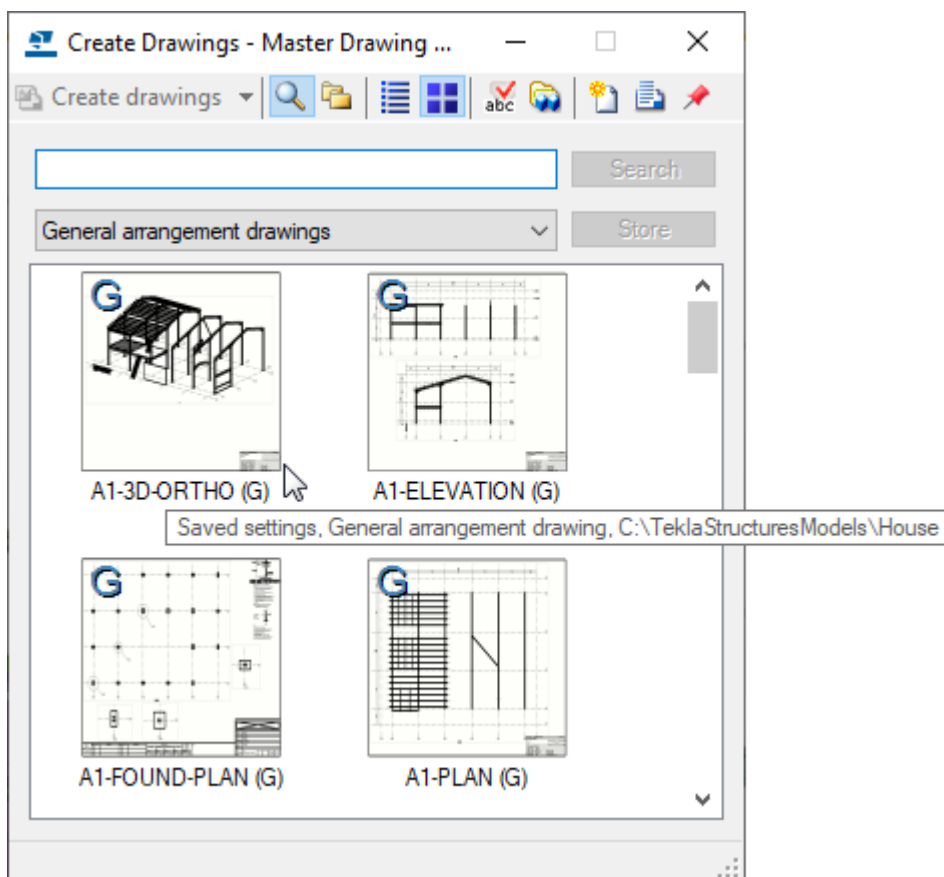 Create Drawings - Master Drawing ...
Create drawings
abc
Search
General arrangement drawings
Store
G
G
A1-3D-ORTHO (G)
A1-ELEVATION (G)
Saved settings, General arrangement drawing, C:\TeklaStructuresModels\House
G
G
A1-FOUND-PLAN (G)
A1-PLAN (G)